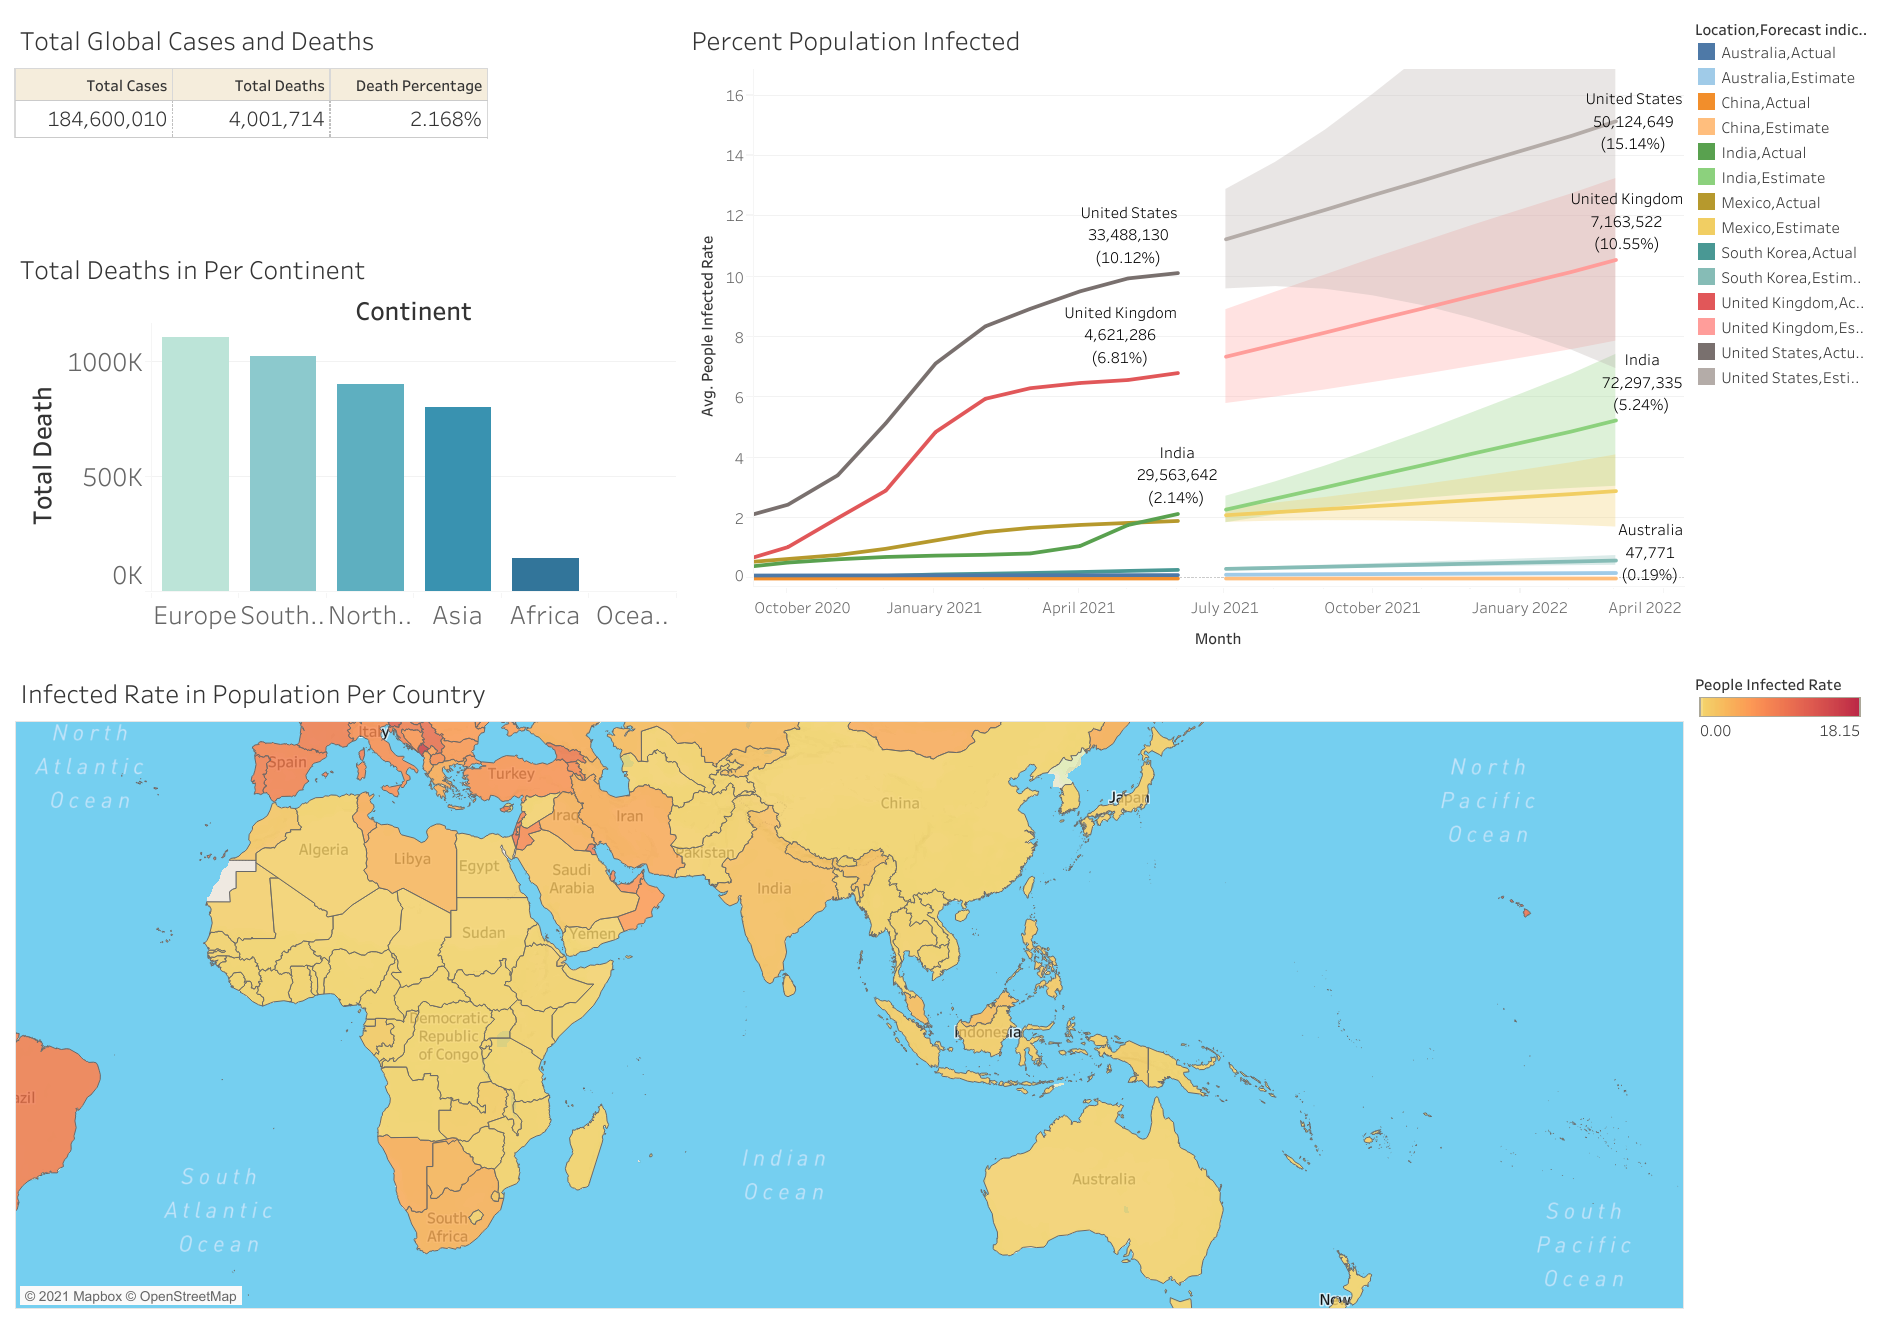 Total Global Cases and Deaths
Total Cases Total Deaths Death Percentage
184,600,010 4,001,714 2.168%
Total Deaths in Per Continent
Continent
Total Death
1000K
500K
0K
Europe South.. North.. Asia Africa Ocea..
Percent Population Infected
Avg. People Infected Rate
16
14
12
10
8
6
4
2
0
United States
33,488,130
(10.12%)
United Kingdom
4,621,286
(6.81%)
India
29,563,642
(2.14%)
United States
50,124,649
(15.14%)
United Kingdom
7,163,522
(10.55%)
India
72,297,335
(5.24%)
Australia
47,771
(0.19%)
October 2020 January 2021 April 2021 July 2021 October 2021 January 2022 April 2022
Month
Location,Forecast indic..
Australia,Actual
Australia,Estimate
China,Actual
China,Estimate
India,Actual
India,Estimate
Mexico,Actual
Mexico,Estimate
South Korea,Actual
South Korea,Estim..
United Kingdom,Ac..
United Kingdom,Es..
United States,Actu..
United States,Esti..
Infected Rate in Population Per Country
North
Atlantic
Ocean
Italy
Spain
Turkey
Algeria
Libya
Egypt
Iraq
Iran
Saudi
Arabia
Pakistan
India
China
Japan
North
Pacific
Ocean
Sudan
Yemen
Democratic
Republic
of Congo
Indonesia
azil
South
Atlantic
Ocean
South
Africa
Indian
Ocean
Australia
South
Pacific
Ocean
New
© 2021 Mapbox © OpenStreetMap
People Infected Rate
0.00 18.15